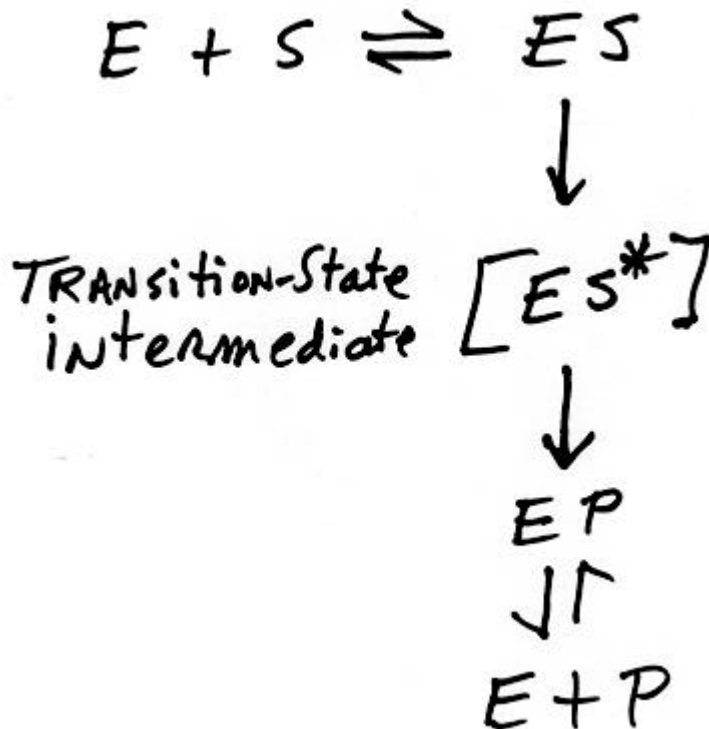 E + S ⇌ ES
↓
TRANSition-State
iNtermediate [ES*]
↓
EP
⇃↾
E+P